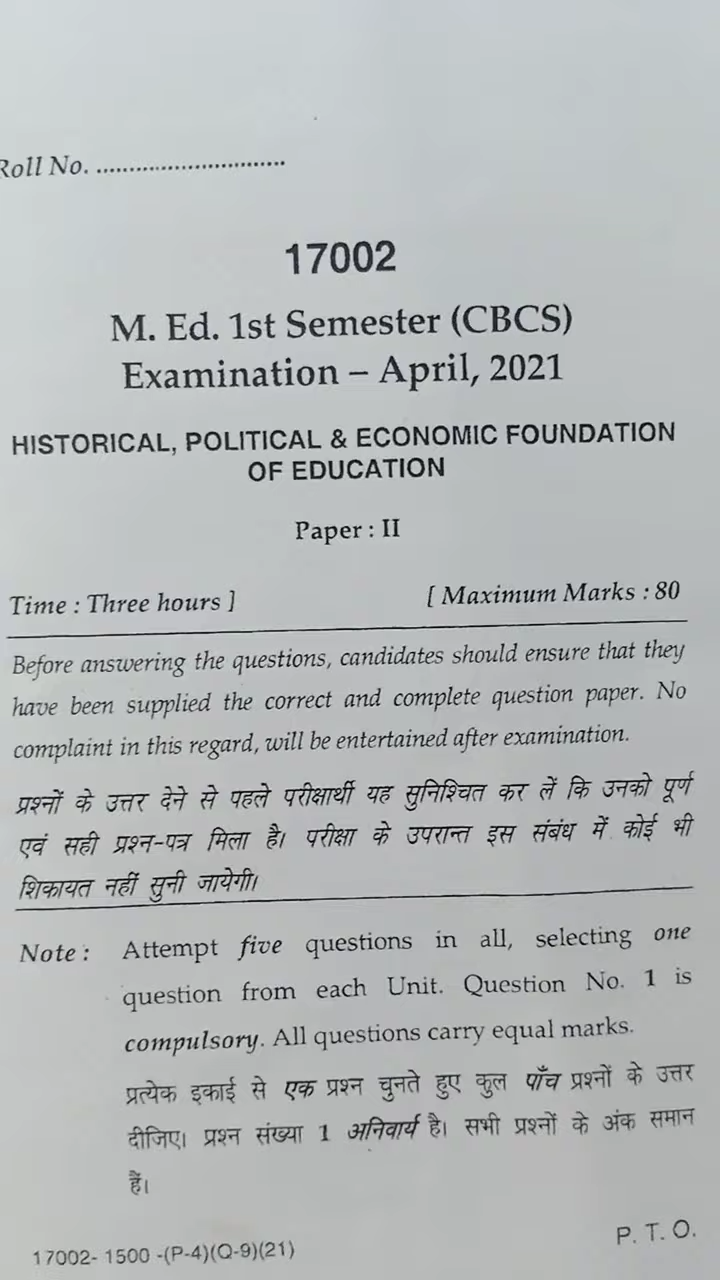 Roll No. ............................
17002
M. Ed. 1st Semester (CBCS)
Examination – April, 2021
HISTORICAL, POLITICAL & ECONOMIC FOUNDATION
OF EDUCATION
Paper : II
Time : Three hours ] [ Maximum Marks : 80
Before answering the questions, candidates should ensure that they
have been supplied the correct and complete question paper. No
complaint in this regard, will be entertained after examination.
प्रश्नों के उत्तर देने से पहले परीक्षार्थी यह सुनिश्चित कर लें कि उनको पूर्ण
एवं सही प्रश्न-पत्र मिला है। परीक्षा के उपरान्त इस संबंध में कोई भी
शिकायत नहीं सुनी जायेगी।
Note : Attempt five questions in all, selecting one
question from each Unit. Question No. 1 is
compulsory. All questions carry equal marks.
प्रत्येक इकाई से एक प्रश्न चुनते हुए कुल पाँच प्रश्नों के उत्तर
दीजिए। प्रश्न संख्या 1 अनिवार्य है। सभी प्रश्नों के अंक समान
हैं।
17002- 1500 -(P-4)(Q-9)(21) P. T. O.